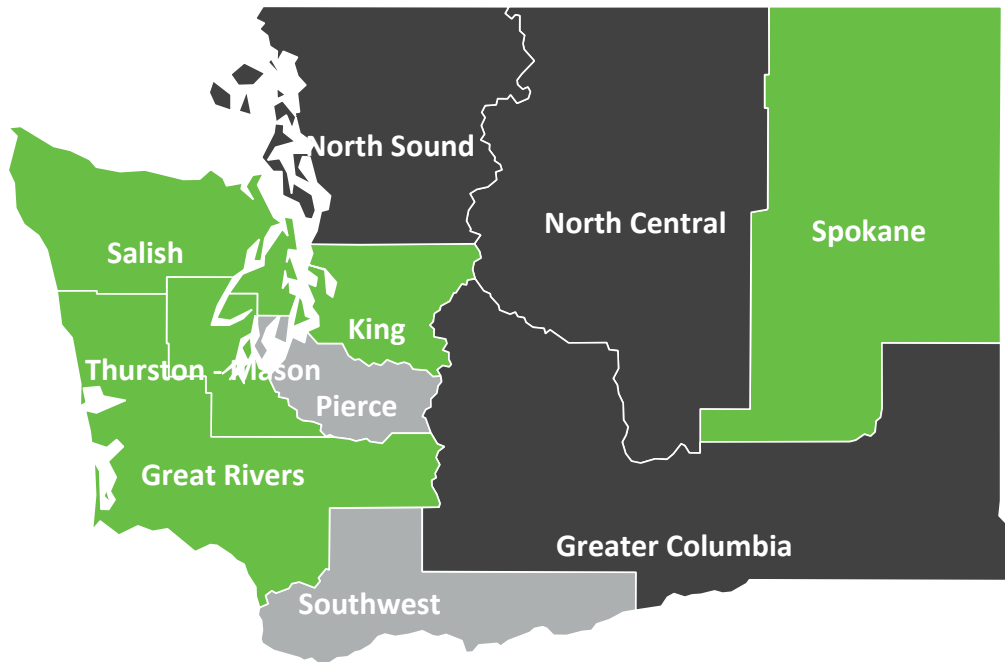 North Sound
North Central
Spokane
Salish
King
Thurston - Mason
Pierce
Great Rivers
Greater Columbia
Southwest